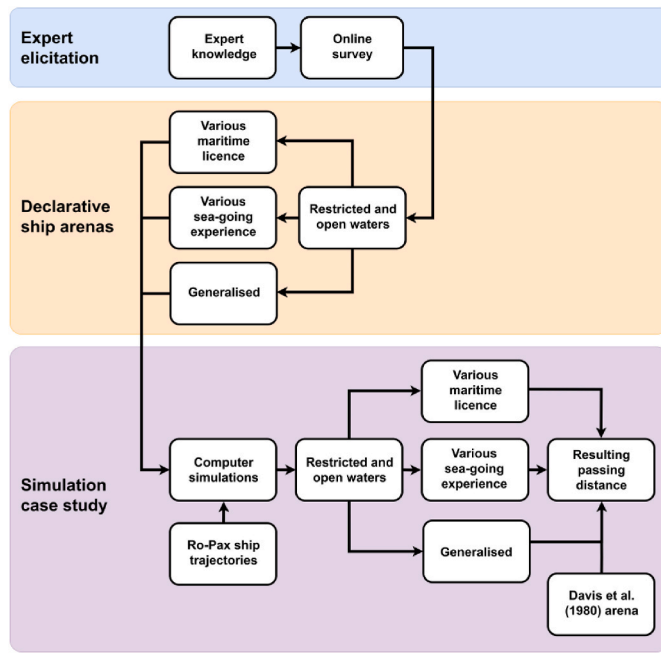 Expert
elicitation
Expert
knowledge
Online
survey
Declarative
ship arenas
Various
maritime
licence
Various
sea-going
experience
Generalised
Restricted and
open waters
Simulation
case study
Computer
simulations
Ro-Pax ship
trajectories
Restricted and
open waters
Various
maritime
licence
Various
sea-going
experience
Generalised
Resulting
passing
distance
Davis et al.
(1980) arena